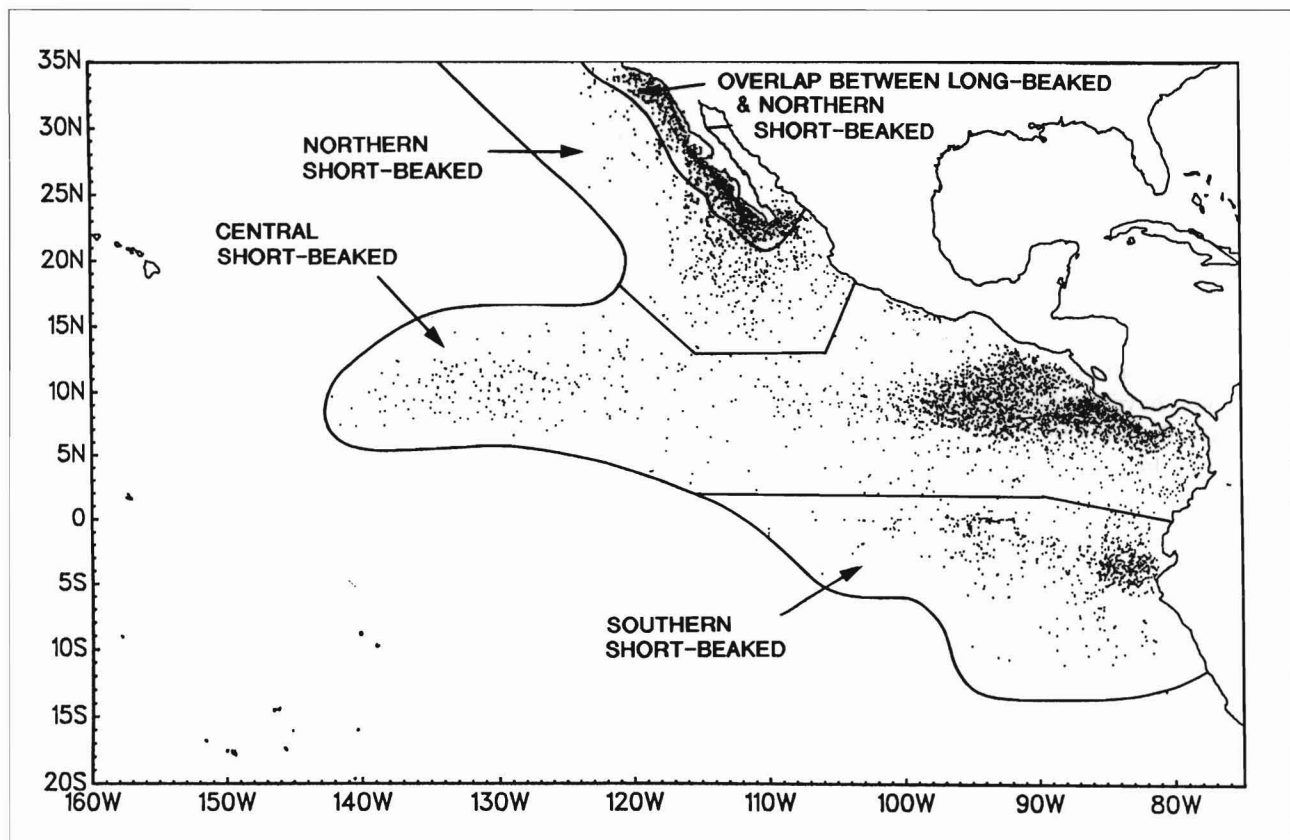 35N
30N
25N
20N
15N
10N
5N
0
5S
10S
15S
20S
OVERLAP BETWEEN LONG-BEAKED
& NORTHERN
SHORT-BEAKED
NORTHERN
SHORT-BEAKED
CENTRAL
SHORT-BEAKED
SOUTHERN
SHORT-BEAKED
160W 150W 140W 130W 120W 110W 100W 90W 80W